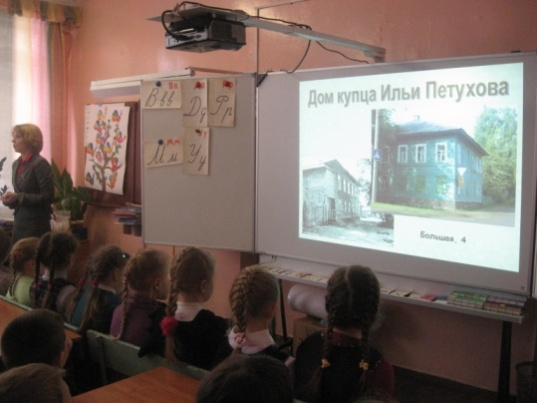 Дом купца Ильи Петухова
Большая, 4
В в в
Д д
Р р
М м
У у